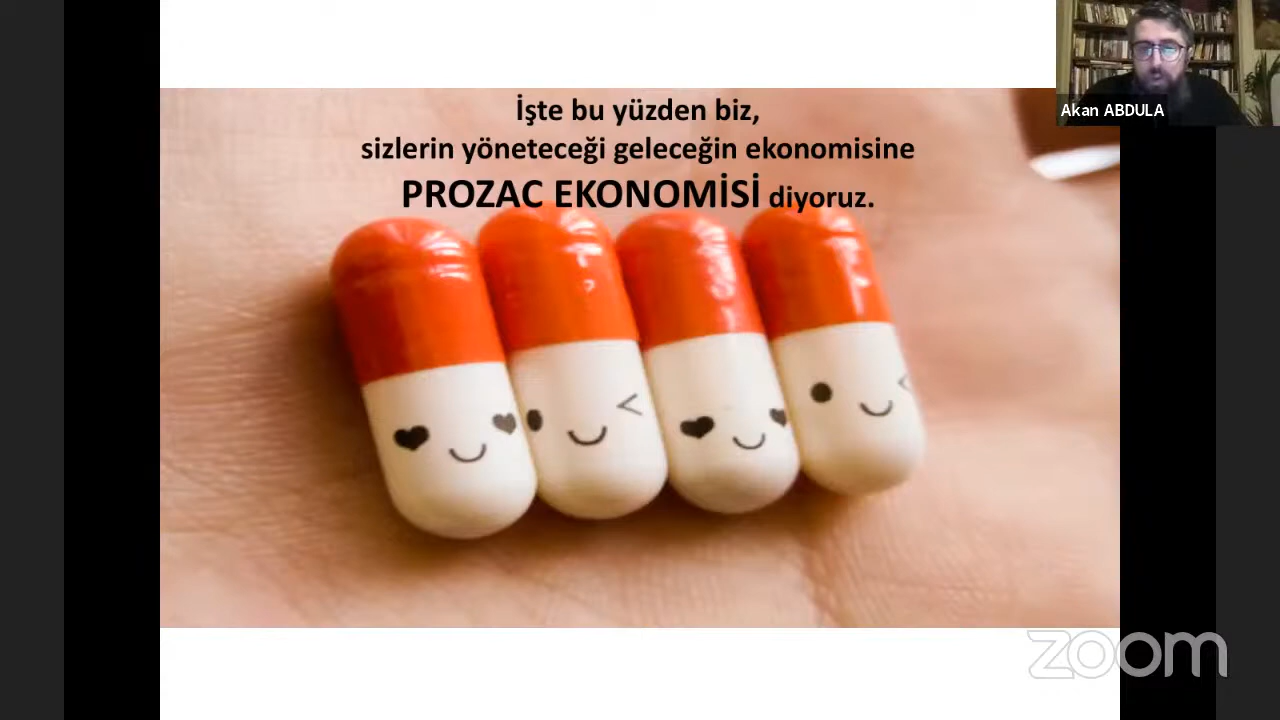 İşte bu yüzden biz,
sizlerin yöneteceği geleceğin ekonomisine
PROZAC EKONOMİSİ diyoruz.
Akan ABDULA
zoom